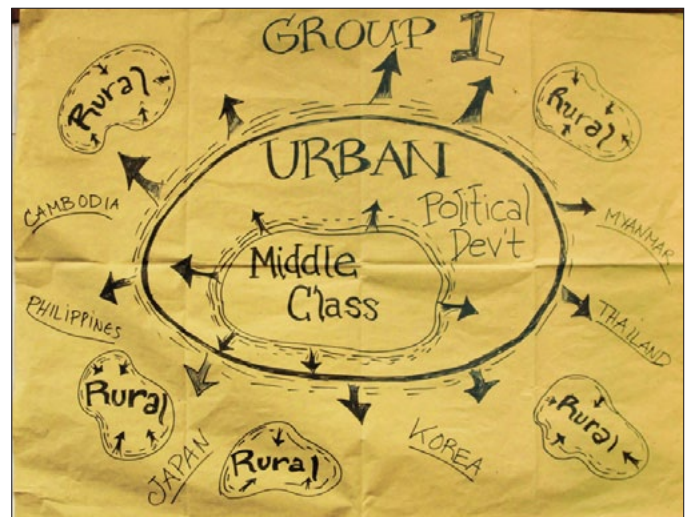 GROUP 1
Rural
Rural
URBAN
Political
Dev't
CAMBODIA
MYANMAR
Middle
Class
PHILIPPINES
THAILAND
Rural
Rural
JAPAN
Rural
KOREA